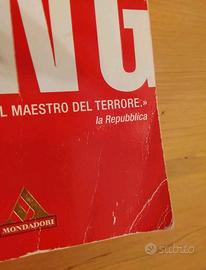 NG
L MAESTRO DEL TERRORE.»
la Repubblica
MONDADORI
subito